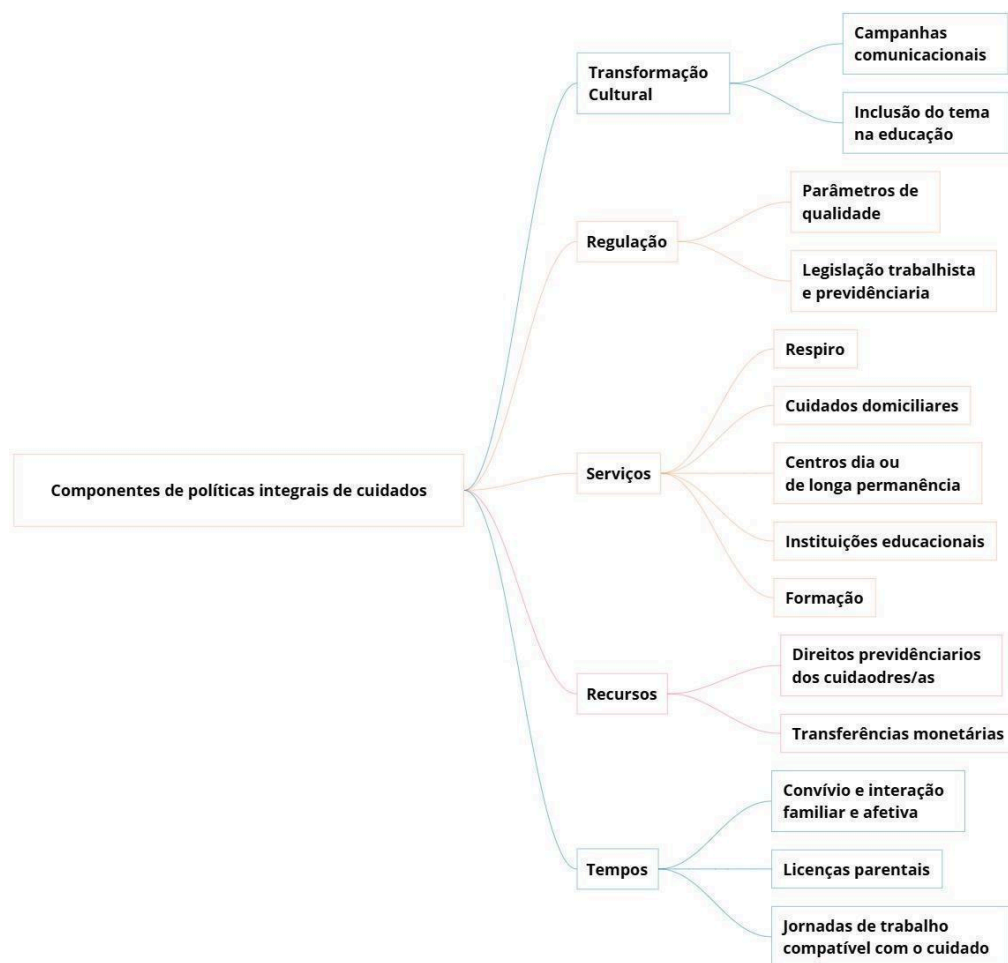 Componentes de políticas integrais de cuidados
Transformação
Cultural
Campanhas
comunicacionais
Inclusão do tema
na educação
Regulação
Parâmetros de
qualidade
Legislação trabalhista
e previdênciaria
Serviços
Respiro
Cuidados domiciliares
Centros dia ou
de longa permanência
Instituições educacionais
Formação
Recursos
Direitos previdênciarios
dos cuidaodres/as
Transferências monetárias
Tempos
Convívio e interação
familiar e afetiva
Licenças parentais
Jornadas de trabalho
compatível com o cuidado